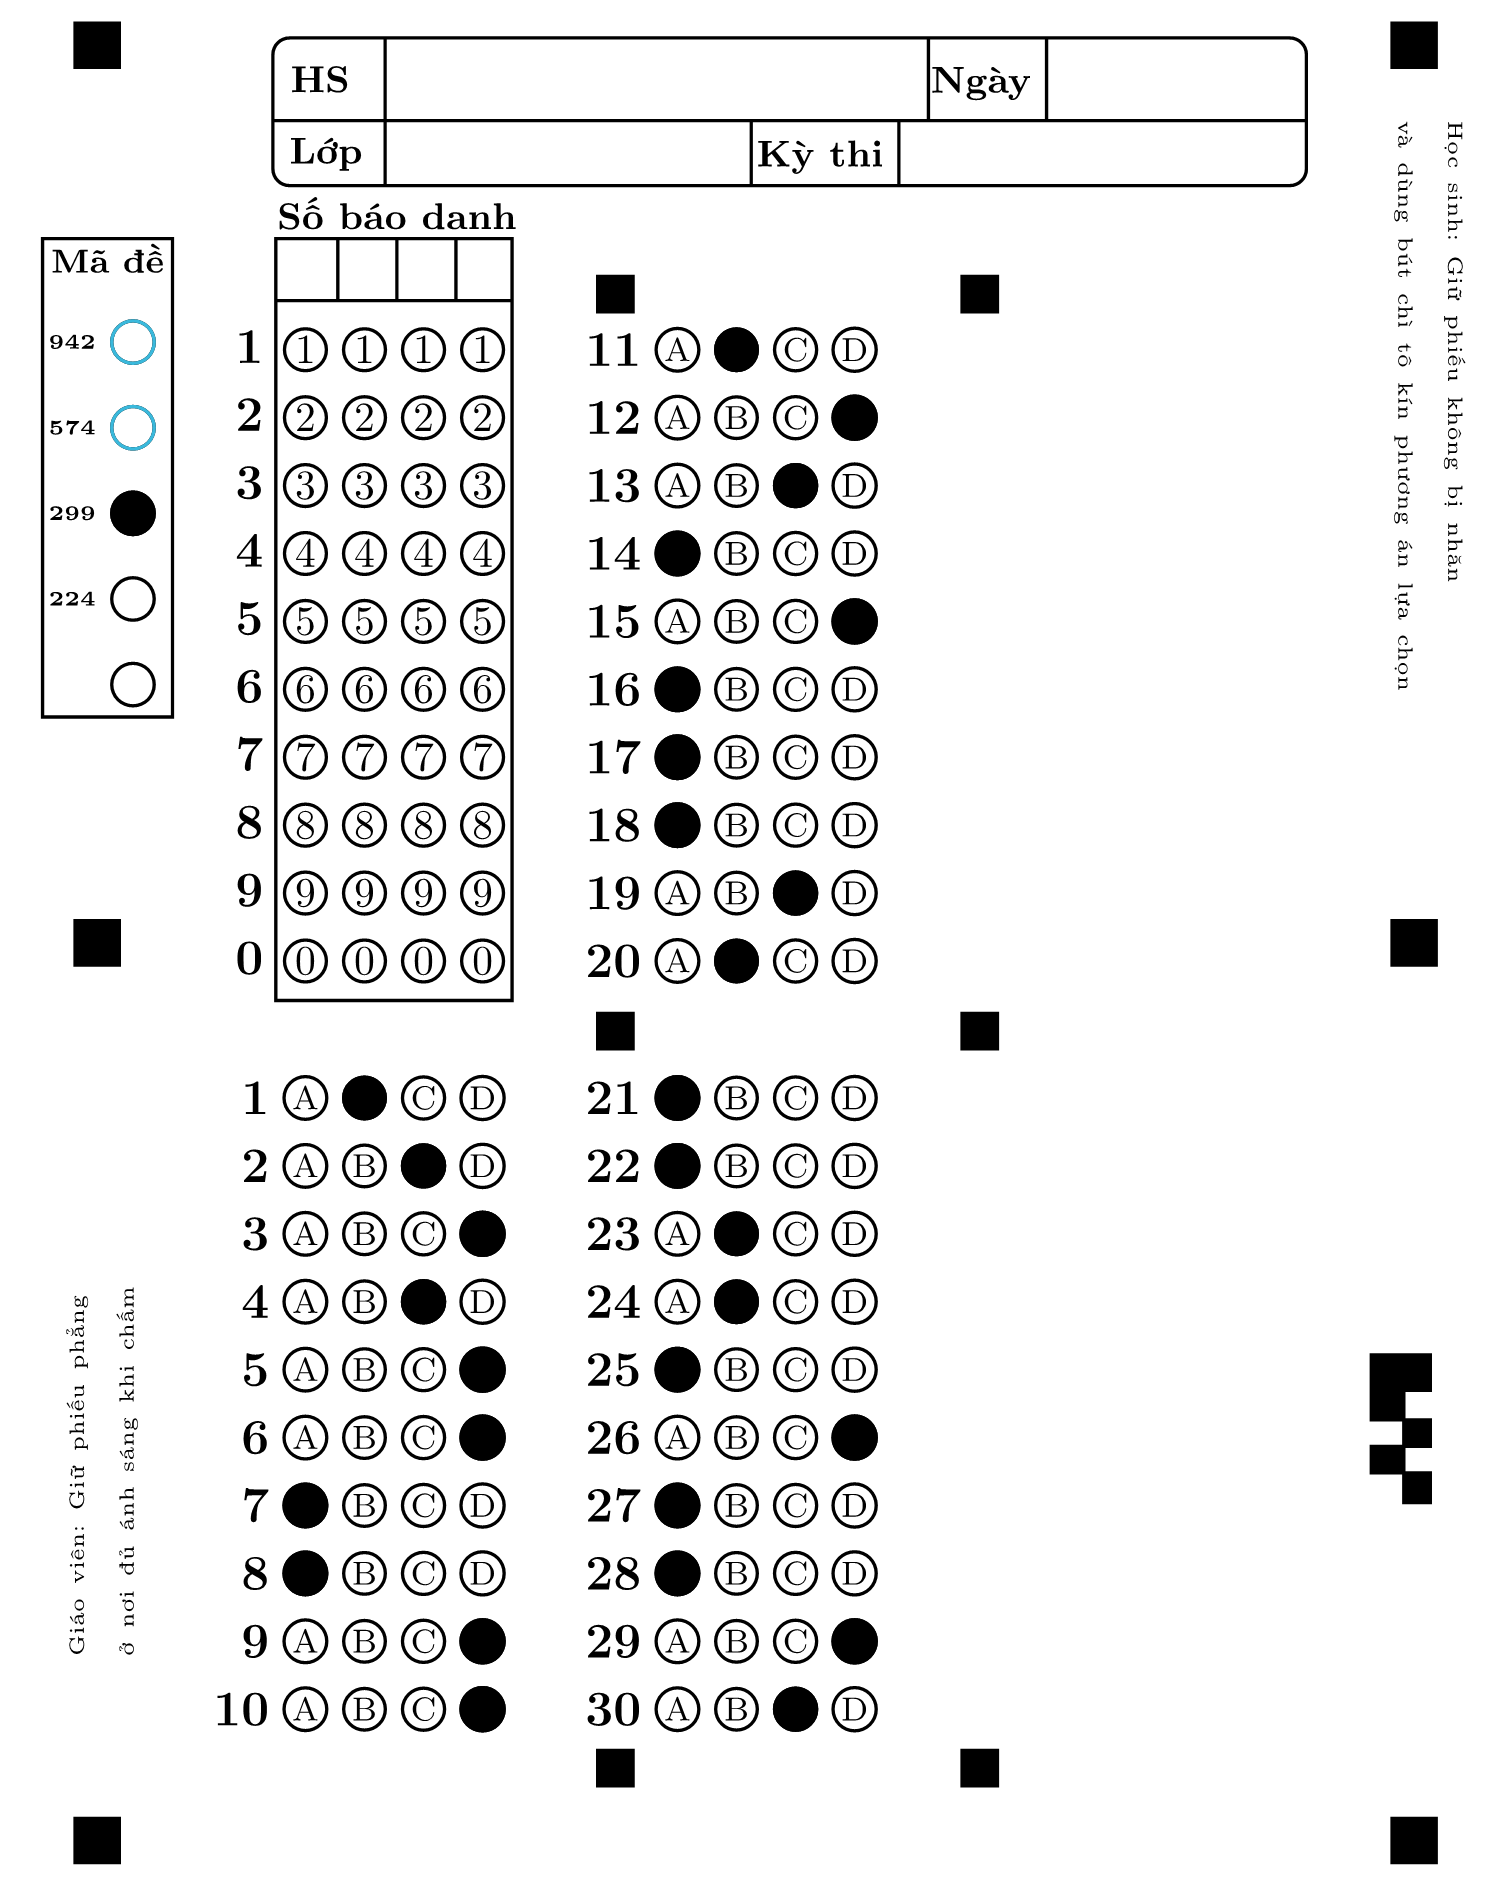 HS
Ngày
Lớp
Kỳ thi
Số báo danh
Mã đề
942
574
299
224
1 1 1 1 1
2 2 2 2 2
3 3 3 3 3
4 4 4 4 4
5 5 5 5 5
6 6 6 6 6
7 7 7 7 7
8 8 8 8 8
9 9 9 9 9
0 0 0 0 0
11 A C D
12 A B C
13 A B D
14 B C D
15 A B C
16 B C D
17 B C D
18 B C D
19 A B D
20 A C D
1 A C D
2 A B D
3 A B C
4 A B D
5 A B C
6 A B C
7 B C D
8 B C D
9 A B C
10 A B C
21 B C D
22 B C D
23 A C D
24 A C D
25 B C D
26 A B C
27 B C D
28 B C D
29 A B C
30 A B D
Học sinh: Giữ phiếu không bị nhăn
và dùng bút chì tô kín phương án lựa chọn
Giáo viên: Giữ phiếu phẳng
ở nơi đủ ánh sáng khi chấm